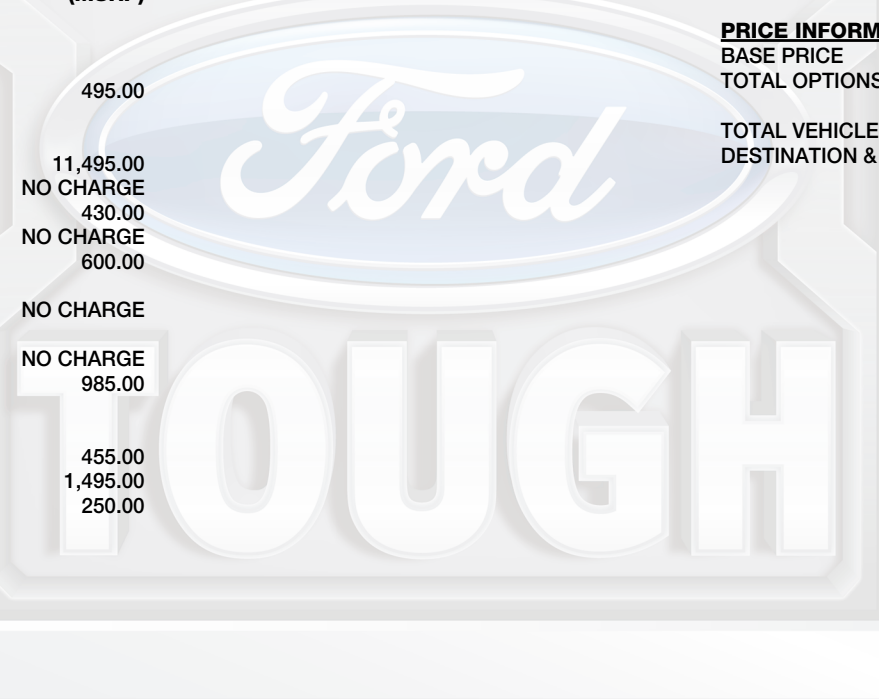 495.00
11,495.00
NO CHARGE
430.00
NO CHARGE
600.00
NO CHARGE
NO CHARGE
985.00
455.00
1,495.00
250.00
PRICE INFORM
BASE PRICE
TOTAL OPTIONS
TOTAL VEHICLE
DESTINATION &
Ford
TOUGH